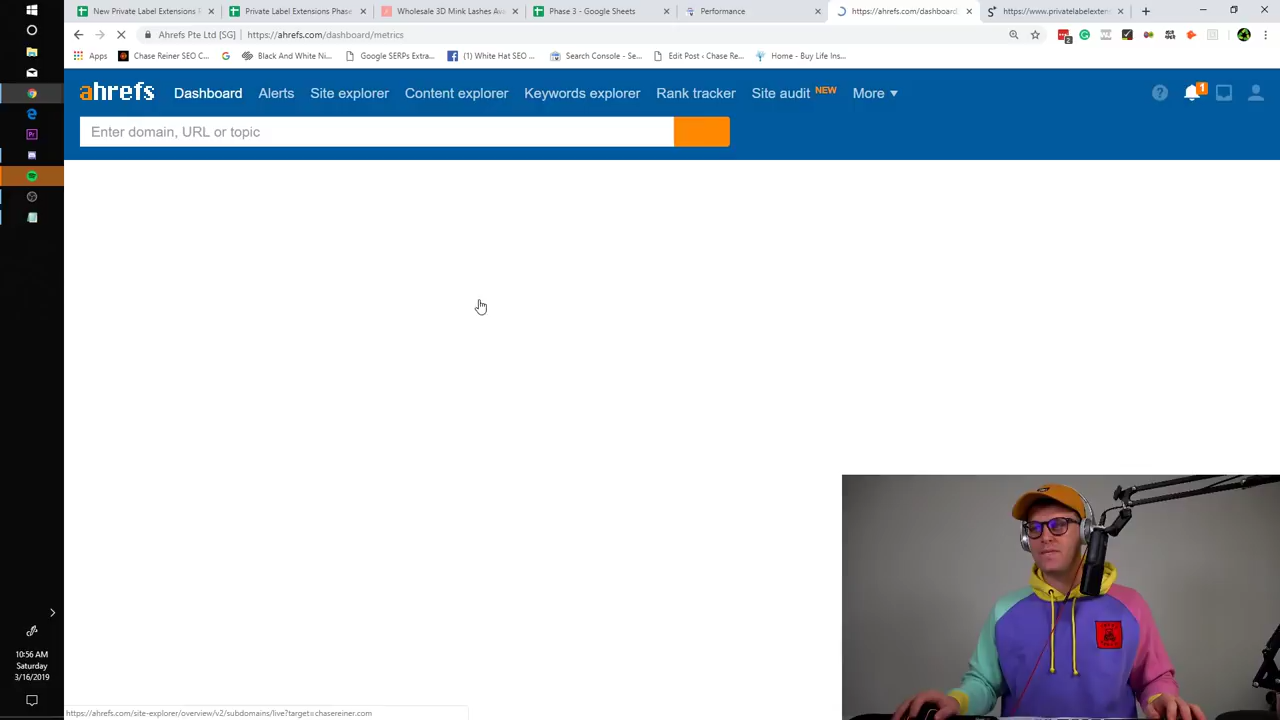 New Private Label Extensions F
Private Label Extensions Phase
Wholesale 3D Mink Lashes Aw
Phase 3 - Google Sheets
Performance
https://ahrefs.com/dashboard
https://www.privatelabelexten
Ahrefs Pte Ltd [SG]
https://ahrefs.com/dashboard/metrics
Apps
Chase Reiner SEO C...
Black And White Ni...
Google SERPs Extra...
(1) White Hat SEO ...
Search Console - Se...
Edit Post ‹ Chase Re...
Home - Buy Life Ins...
ahrefs
Dashboard
Alerts
Site explorer
Content explorer
Keywords explorer
Rank tracker
Site audit NEW
More
1
Enter domain, URL or topic
10:56 AM
Saturday
3/16/2019
https://ahrefs.com/site-explorer/overview/v2/subdomains/live?target=chasereiner.com